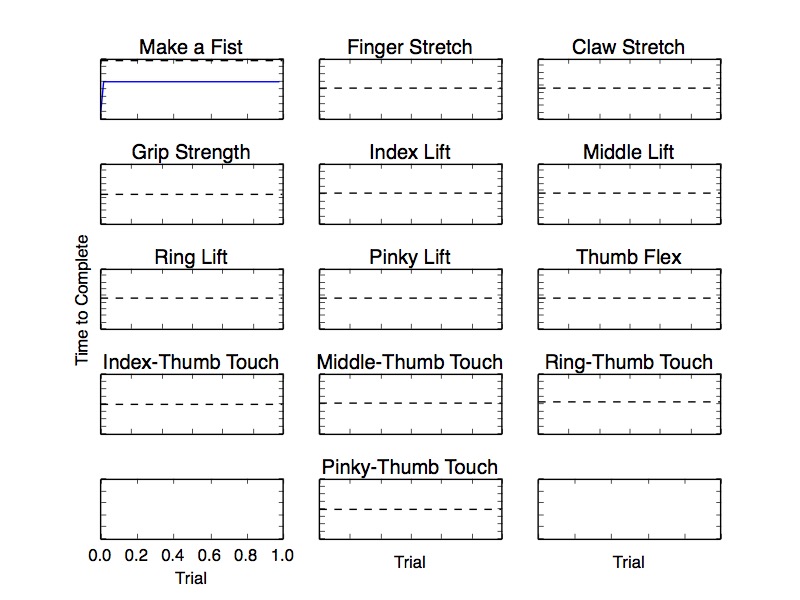 Make a Fist
Finger Stretch
Claw Stretch
Grip Strength
Index Lift
Middle Lift
Ring Lift
Pinky Lift
Thumb Flex
Time to Complete
Index-Thumb Touch
Middle-Thumb Touch
Ring-Thumb Touch
Pinky-Thumb Touch
0.0 0.2 0.4 0.6 0.8 1.0
Trial
Trial
Trial